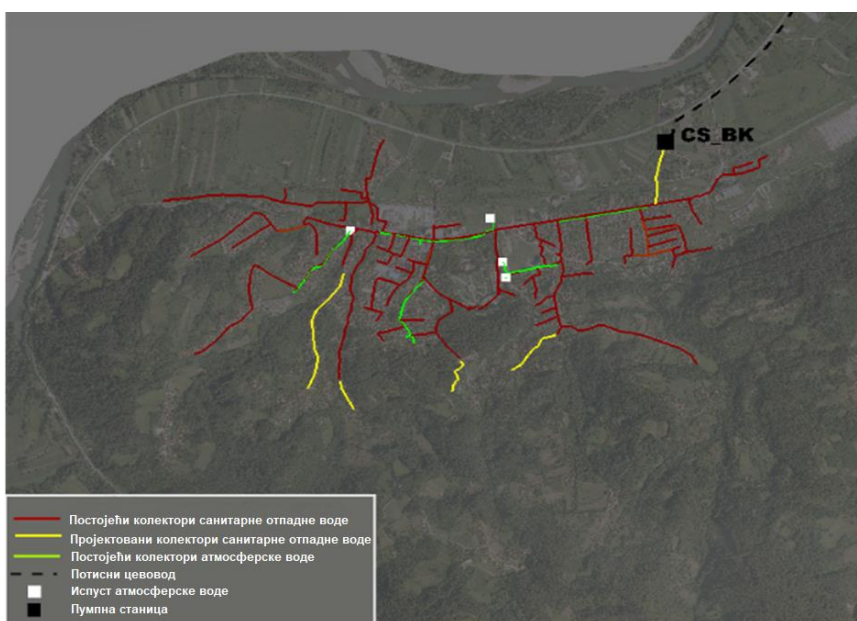 CS_BK
Постојећи колектори санитарне отпадне воде
Пројектовани колектори санитарне отпадне воде
Постојећи колектори атмосферске воде
Потисни цевовод
Испуст атмосферске воде
Пумпна станица